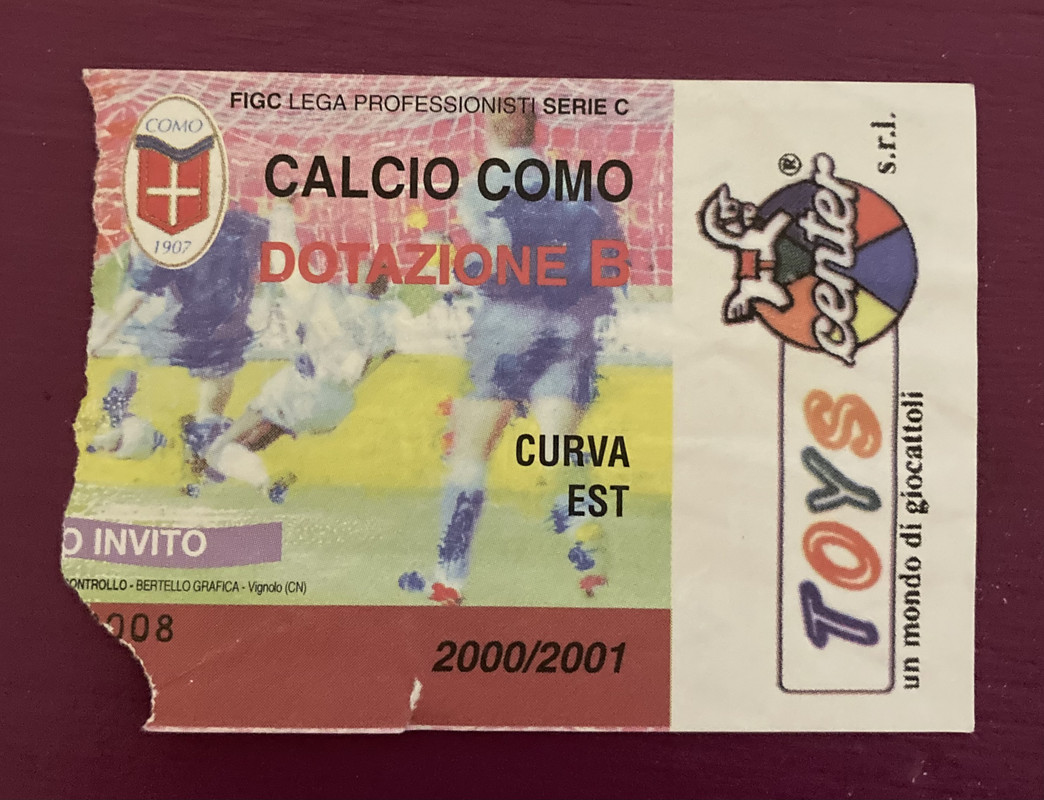 FIGC LEGA PROFESSIONISTI SERIE C
COMO
1907
CALCIO COMO
DOTAZIONE B
CURVA
EST
O INVITO
CONTROLLO - BERTELLO GRAFICA - Vignolo (CN)
008
2000/2001
TOYS center ® s.r.l.
un mondo di giocattoli